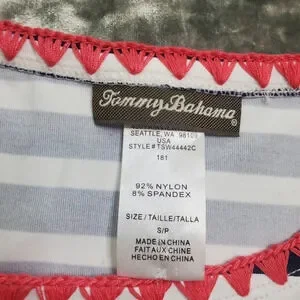 Tommy Bahama®
SEATTLE, WA 98109
USA
STYLE# TSW44442C
181
92% NYLON
8% SPANDEX
SIZE/TAILLE/TALLA
S/P
MADE IN CHINA
FAIT AUX CHINE
HECHO EN CHINA